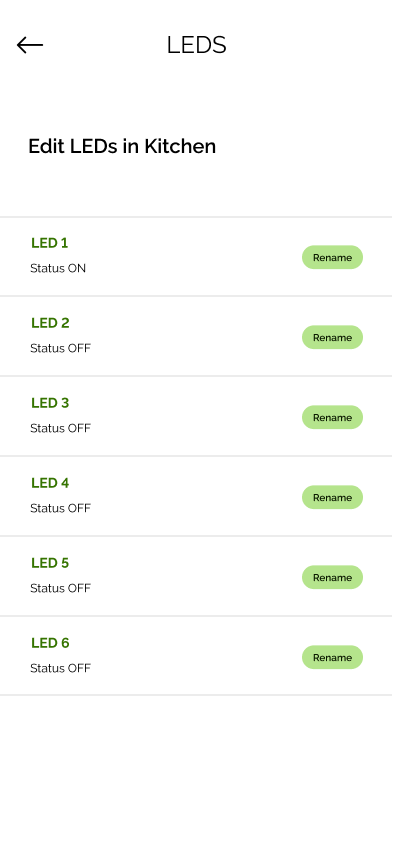 LEDS
Edit LEDs in Kitchen
LED 1
Rename
Status ON
LED 2
Rename
Status OFF
LED 3
Rename
Status OFF
LED 4
Rename
Status OFF
LED 5
Rename
Status OFF
LED 6
Rename
Status OFF